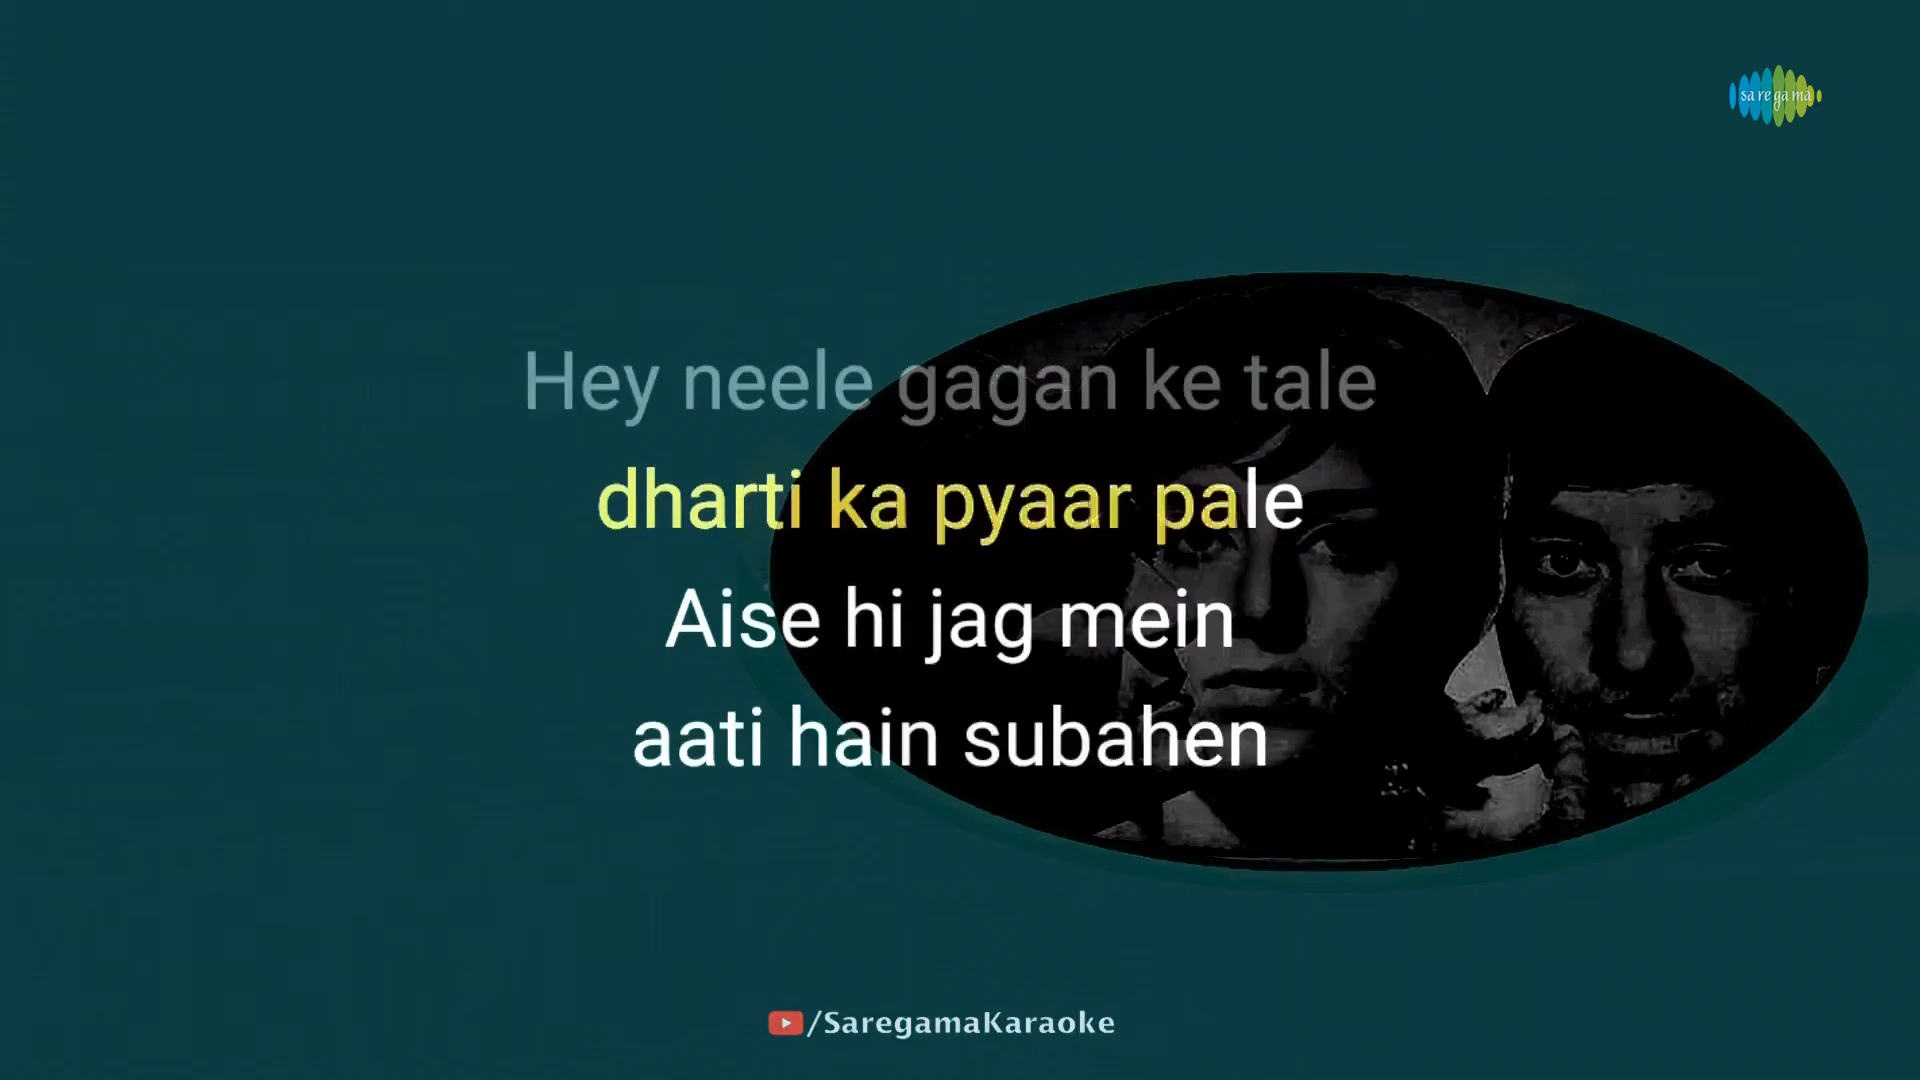 sa re ga ma
Hey neele gagan ke tale
dharti ka pyaar pale
Aise hi jag mein
aati hain subahen
/SaregamaKaraoke